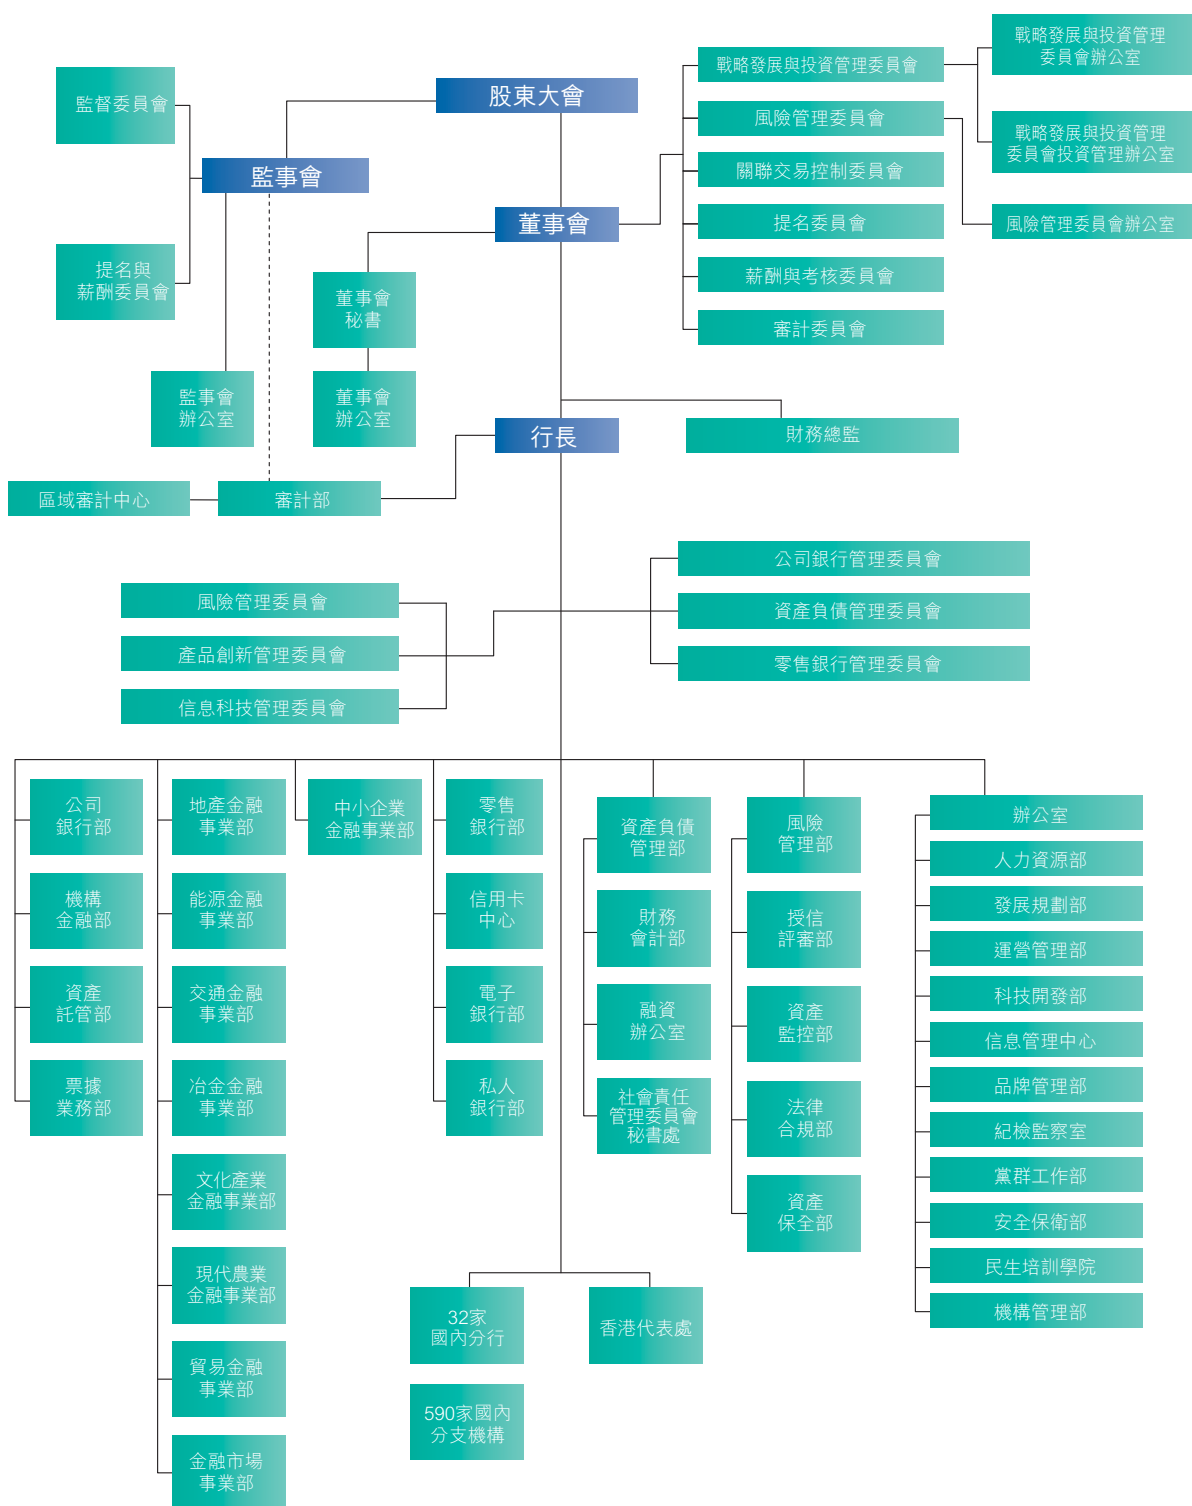 股東大會
監事會
監督委員會
提名與
薪酬委員會
監事會
辦公室
董事會
董事會
秘書
董事會
辦公室
戰略發展與投資管理委員會
風險管理委員會
關聯交易控制委員會
提名委員會
薪酬與考核委員會
審計委員會
戰略發展與投資管理
委員會辦公室
戰略發展與投資管理
委員會投資管理辦公室
風險管理委員會辦公室
行長
財務總監
區域審計中心
審計部
風險管理委員會
產品創新管理委員會
信息科技管理委員會
公司銀行管理委員會
資產負債管理委員會
零售銀行管理委員會
公司
銀行部
機構
金融部
資產
託管部
票據
業務部
地產金融
事業部
能源金融
事業部
交通金融
事業部
冶金金融
事業部
文化產業
金融事業部
現代農業
金融事業部
貿易金融
事業部
金融市場
事業部
中小企業
金融事業部
零售
銀行部
信用卡
中心
電子
銀行部
私人
銀行部
資產負債
管理部
財務
會計部
融資
辦公室
社會責任
管理委員會
秘書處
風險
管理部
授信
評審部
資產
監控部
法律
合規部
資產
保全部
辦公室
人力資源部
發展規劃部
運營管理部
科技開發部
信息管理中心
品牌管理部
紀檢監察室
黨群工作部
安全保衛部
民生培訓學院
機構管理部
32家
國內分行
590家國內
分支機構
香港代表處